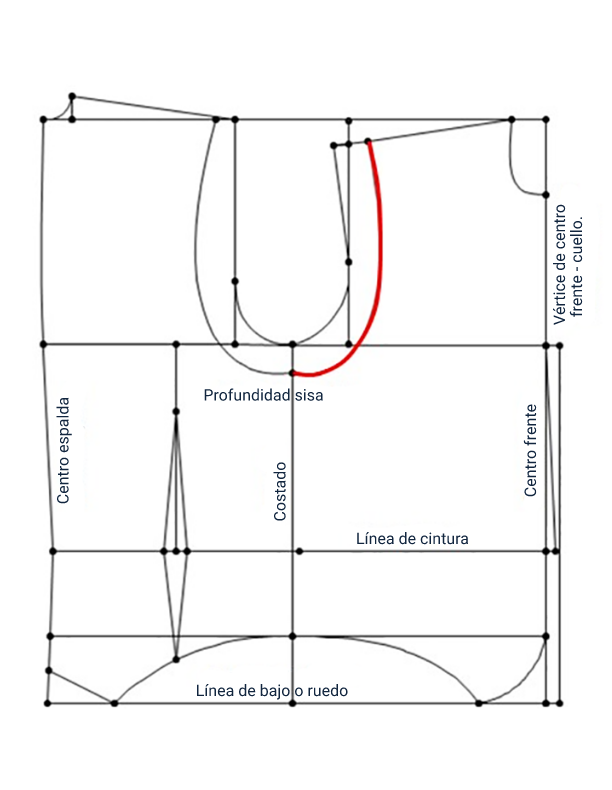 Vértice de centro
frente - cuello.
Profundidad sisa
Centro espalda
Centro frente
Costado
Línea de cintura
Línea de bajo o ruedo